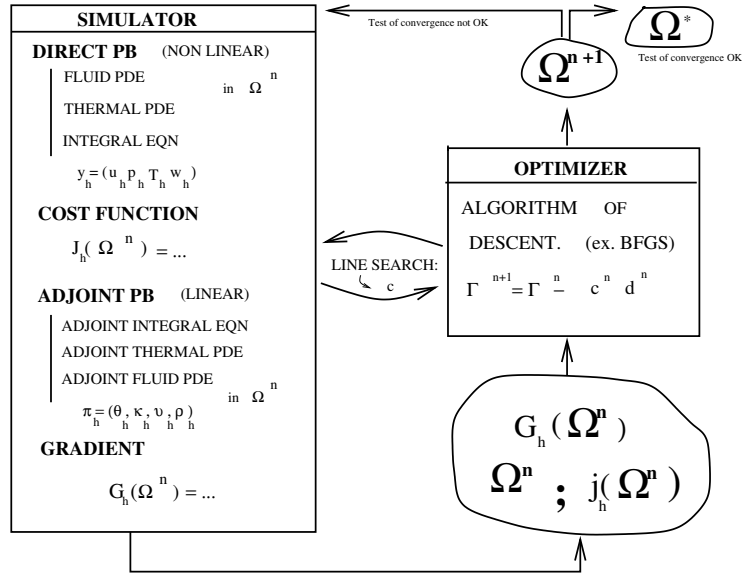 SIMULATOR
DIRECT PB (NON LINEAR)
FLUID PDE
in Ω^n
THERMAL PDE
INTEGRAL EQN
y_h=(u_h p_h T_h w_h)
COST FUNCTION
J_h(Ω^n) = ...
ADJOINT PB (LINEAR)
ADJOINT INTEGRAL EQN
ADJOINT THERMAL PDE
ADJOINT FLUID PDE
in Ω^n
π_h=(θ_h, κ_h, υ_h, ρ_h)
GRADIENT
G_h(Ω^n) = ...
Test of convergence not OK
Ω^n+1
Ω*
Test of convergence OK
LINE SEARCH:
c
OPTIMIZER
ALGORITHM OF
DESCENT. (ex. BFGS)
Γ^n+1 = Γ^n − c^n d^n
G_h(Ω^n)
Ω^n ; j_h(Ω^n)